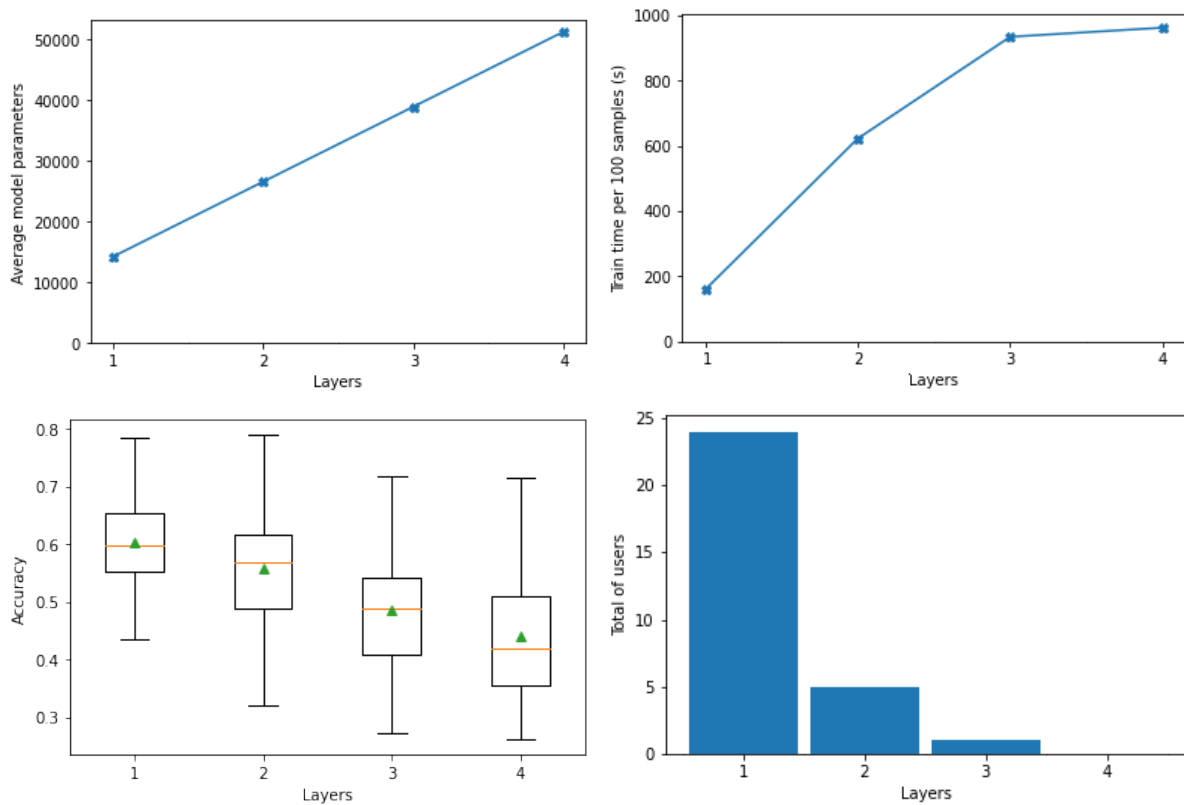 50000
40000
30000
20000
10000
0
Average model parameters
1 2 3 4
Layers
1000
800
600
400
200
0
Train time per 100 samples (s)
1 2 3 4
Layers
0.8
0.7
0.6
0.5
0.4
0.3
Accuracy
1 2 3 4
Layers
25
20
15
10
5
0
Total of users
1 2 3 4
Layers